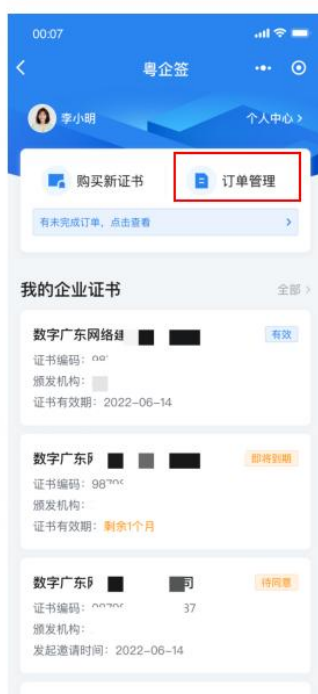 00:07
粤企签
李小明 个人中心 >
购买新证书 订单管理
有未完成订单，点击查看 >
我的企业证书 全部 >
数字广东网络 有效
证书编码：
颁发机构：
证书有效期：2022-06-14
数字广东 即将到期
证书编码：
颁发机构：
证书有效期：剩余1个月
数字广东 司 待同意
证书编码： 37
颁发机构：
发起邀请时间：2022-06-14